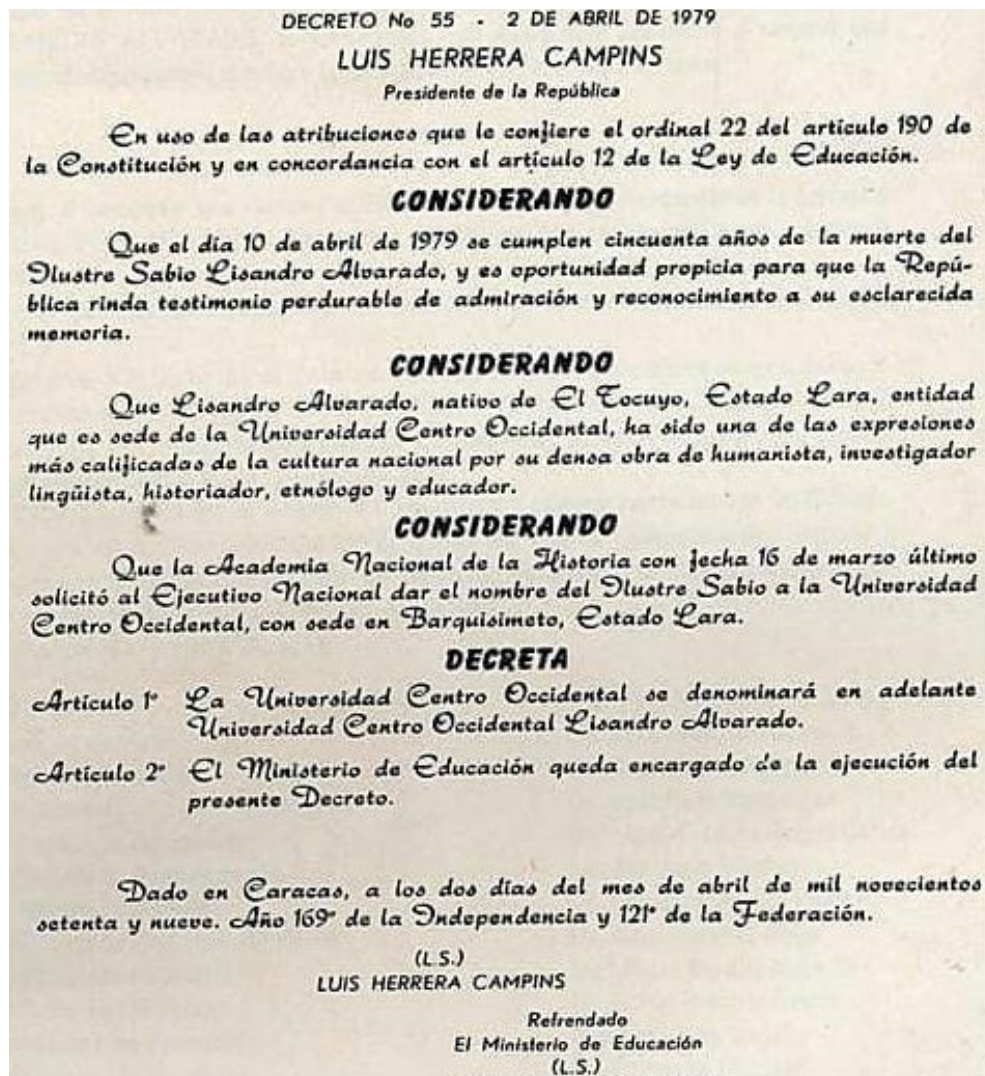 DECRETO No 55 - 2 DE ABRIL DE 1979
LUIS HERRERA CAMPINS
Presidente de la República
En uso de las atribuciones que le confiere el ordinal 22 del artículo 190 de
la Constitución y en concordancia con el artículo 12 de la Ley de Educación.
CONSIDERANDO
Que el día 10 de abril de 1979 se cumplen cincuenta años de la muerte del
Ilustre Sabio Lisandro Alvarado, y es oportunidad propicia para que la Repú-
blica rinda testimonio perdurable de admiración y reconocimiento a su esclarecida
memoria.
CONSIDERANDO
Que Lisandro Alvarado, nativo de El Tocuyo, Estado Lara, entidad
que es sede de la Universidad Centro Occidental, ha sido una de las expresiones
más calificadas de la cultura nacional por su densa obra de humanista, investigador
lingüista, historiador, etnólogo y educador.
CONSIDERANDO
Que la Academia Nacional de la Historia con fecha 16 de marzo último
solicitó al Ejecutivo Nacional dar el nombre del Ilustre Sabio a la Universidad
Centro Occidental, con sede en Barquisimeto, Estado Lara.
DECRETA
Artículo 1º La Universidad Centro Occidental se denominará en adelante
Universidad Centro Occidental Lisandro Alvarado.
Artículo 2º El Ministerio de Educación queda encargado de la ejecución del
presente Decreto.
Dado en Caracas, a los dos días del mes de abril de mil novecientos
setenta y nueve. Año 169º de la Independencia y 121º de la Federación.
(L.S.)
LUIS HERRERA CAMPINS
Refrendado
El Ministerio de Educación
(L.S.)